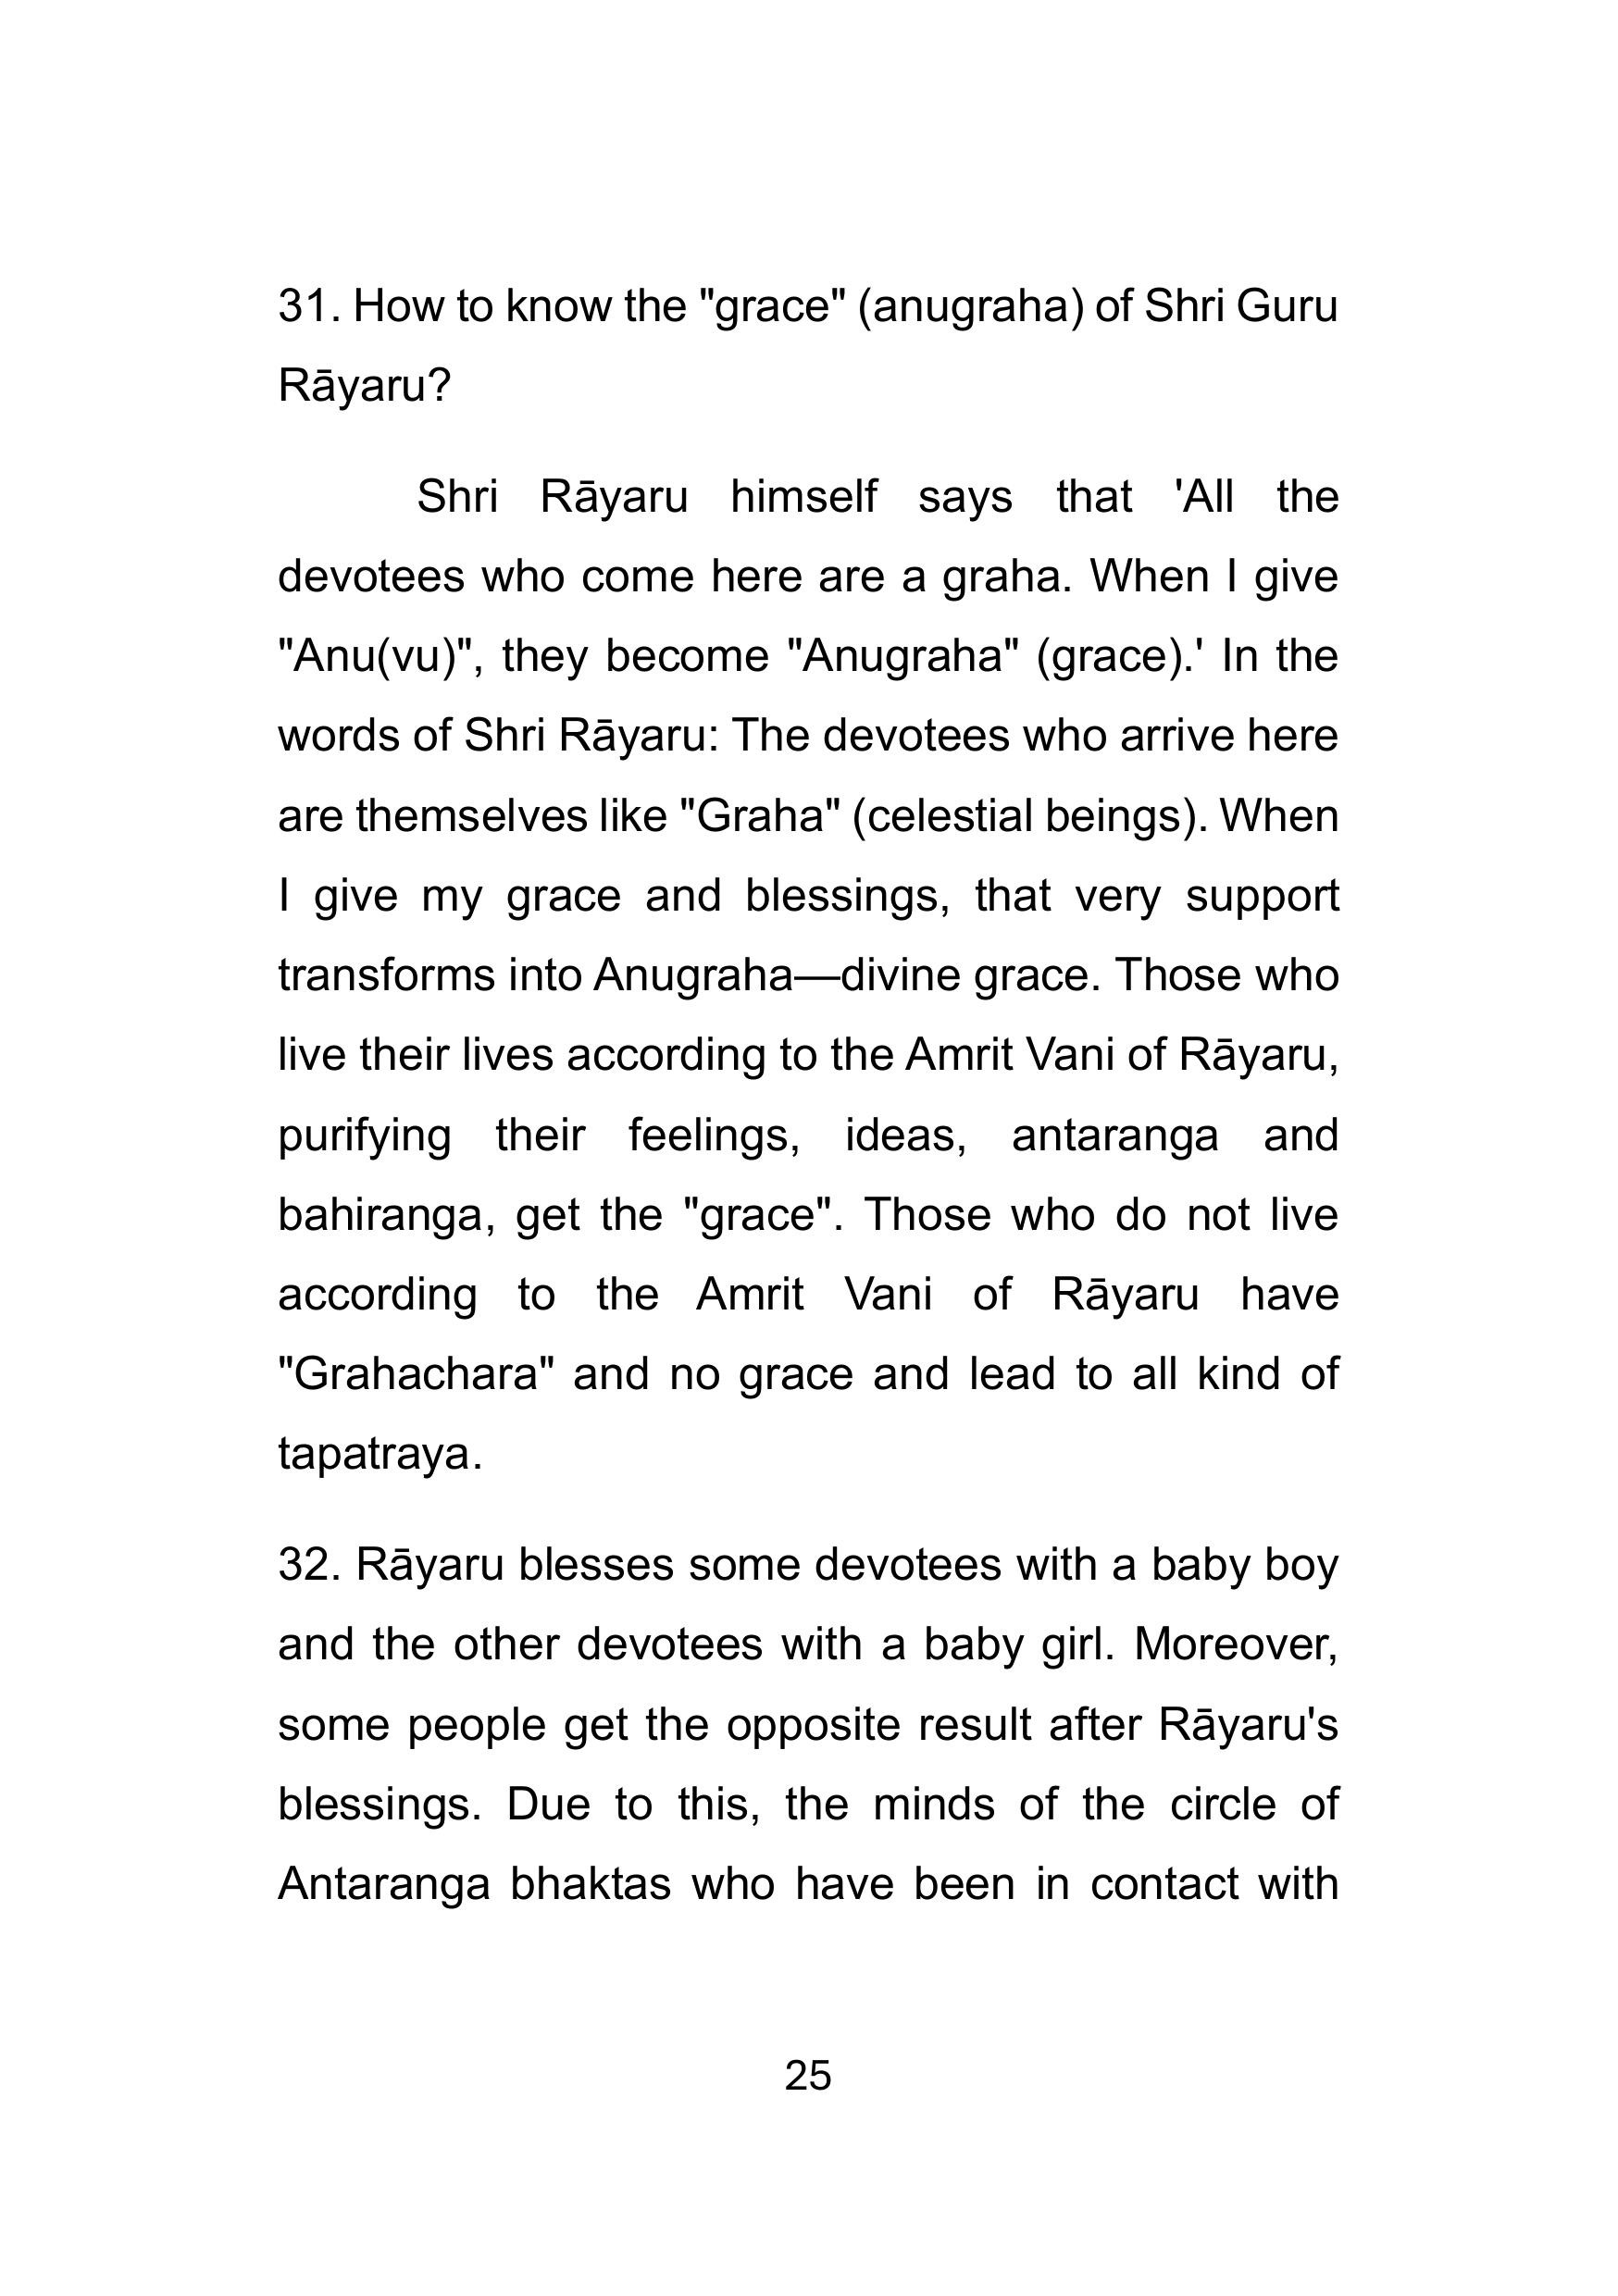 31. How to know the "grace" (anugraha) of Shri Guru
Rāyaru?
Shri Rāyaru himself says that 'All the
devotees who come here are a graha. When I give
"Anu(vu)", they become "Anugraha" (grace).' In the
words of Shri Rāyaru: The devotees who arrive here
are themselves like "Graha" (celestial beings). When
I give my grace and blessings, that very support
transforms into Anugraha—divine grace. Those who
live their lives according to the Amrit Vani of Rāyaru,
purifying their feelings, ideas, antaranga and
bahiranga, get the "grace". Those who do not live
according to the Amrit Vani of Rāyaru have
"Grahachara" and no grace and lead to all kind of
tapatraya.
32. Rāyaru blesses some devotees with a baby boy
and the other devotees with a baby girl. Moreover,
some people get the opposite result after Rāyaru's
blessings. Due to this, the minds of the circle of
Antaranga bhaktas who have been in contact with
25